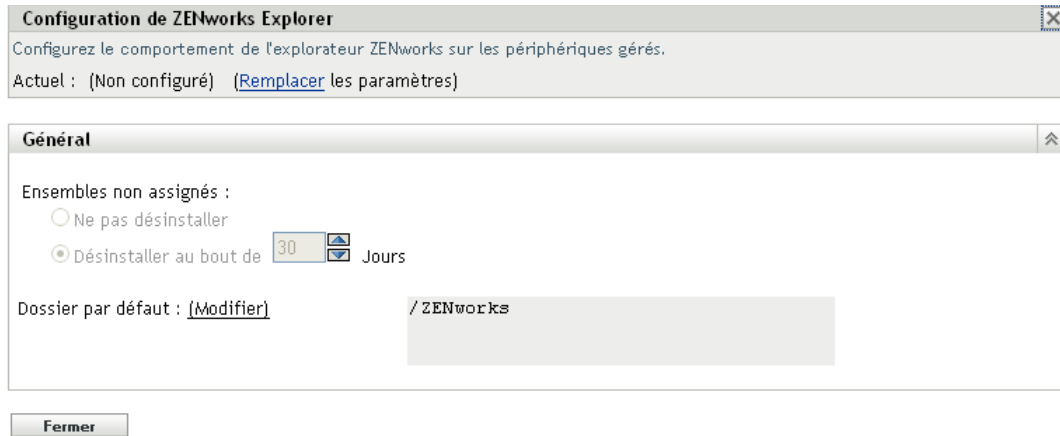 Configuration de ZENworks Explorer
Configurez le comportement de l'explorateur ZENworks sur les périphériques gérés.
Actuel : (Non configuré) (Remplacer les paramètres)
Général
Ensembles non assignés :
Ne pas désinstaller
Désinstaller au bout de 30 Jours
Dossier par défaut : (Modifier) /ZENworks
Fermer